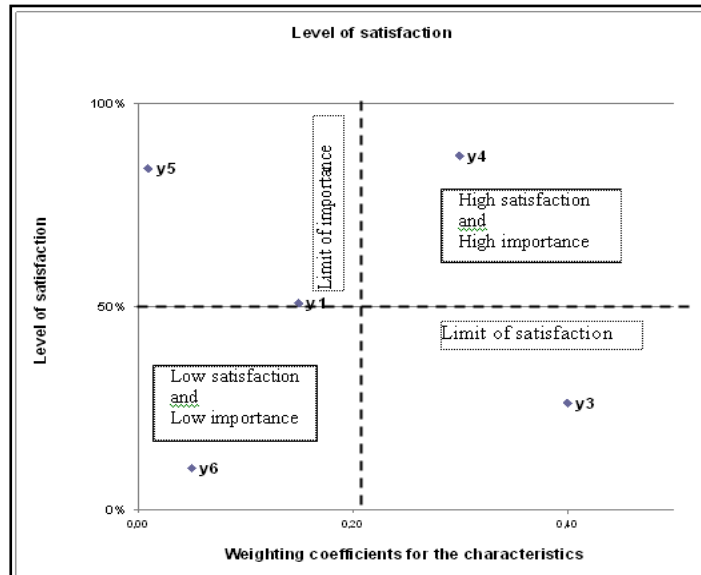 Level of satisfaction
100%
y5
y4
Limit of importance
High satisfaction
and
High importance
Level of satisfaction
50%
y1
Limit of satisfaction
Low satisfaction
and
Low importance
y3
y6
0%
0,00
0,20
0,40
Weighting coefficients for the characteristics